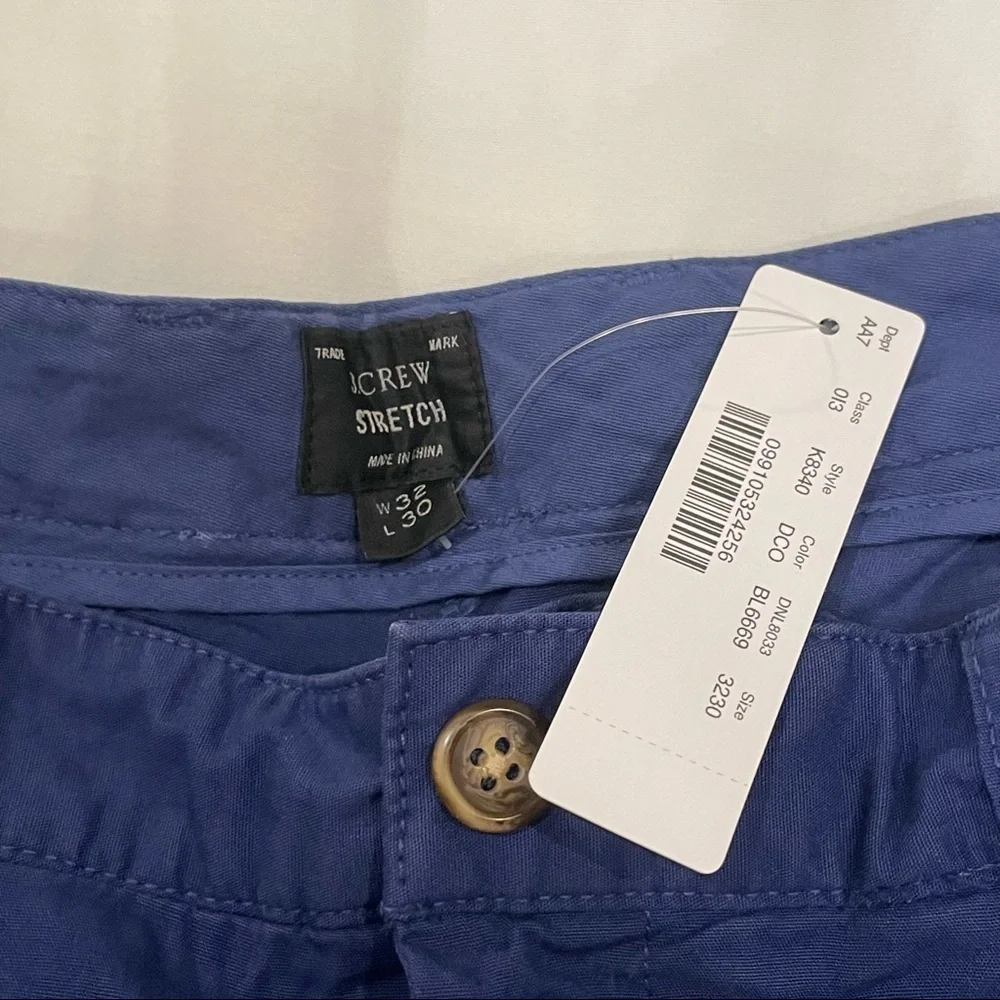 TRADE MARK
J.CREW
STRETCH
MADE IN CHINA
W 32
L 30
Dept Class Style Color DNL8033 Size
AA7 013 K8340 DCO BL6669 3230
099105324256